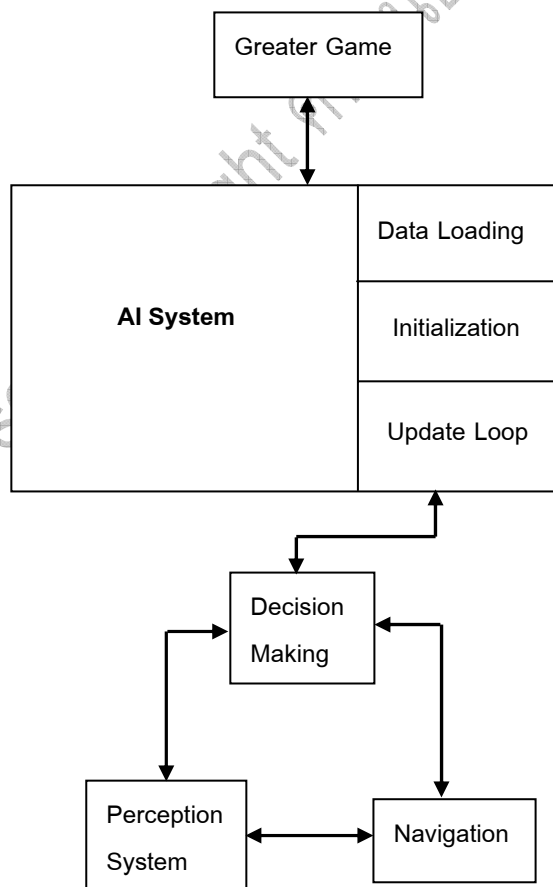 Greater Game
Data Loading
AI System
Initialization
Update Loop
Decision
Making
Perception
System
Navigation